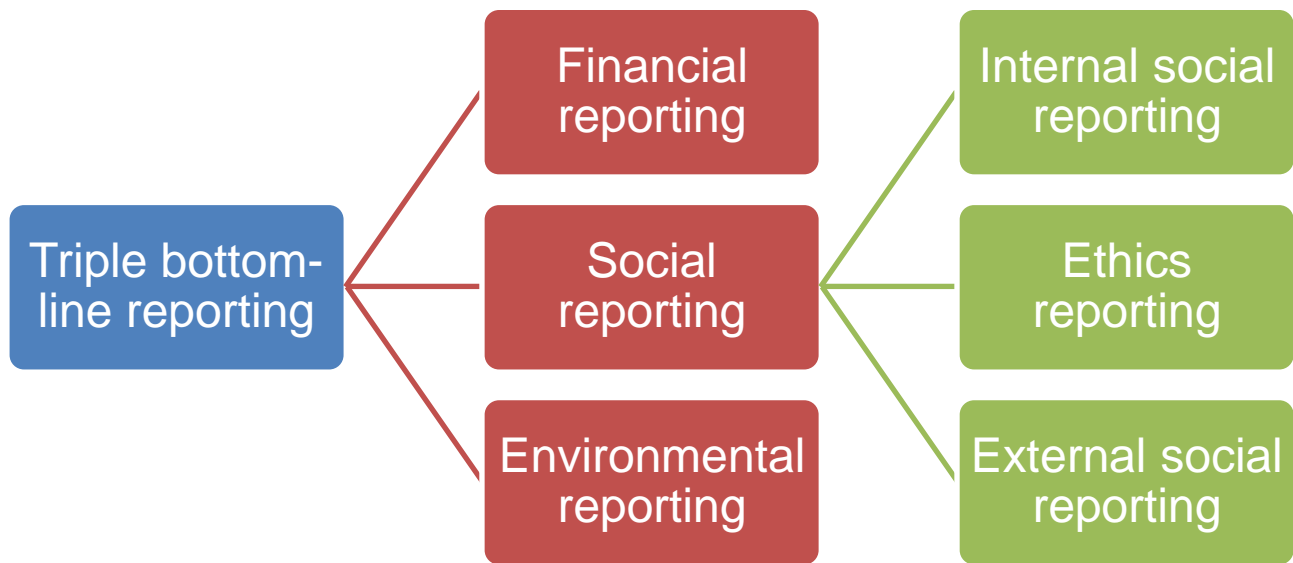 Financial
reporting
Internal social
reporting
Triple bottom-
line reporting
Social
reporting
Ethics
reporting
Environmental
reporting
External social
reporting